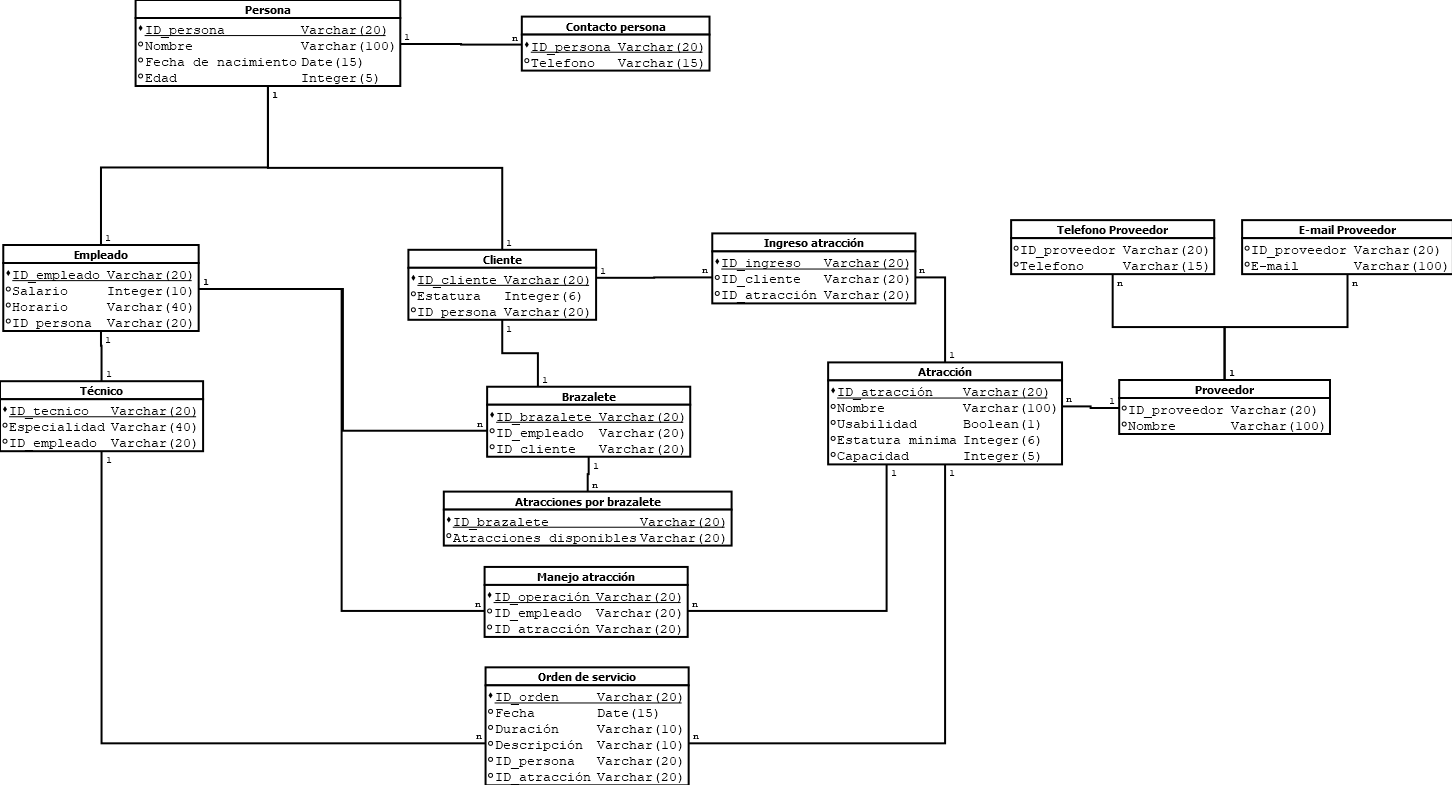 Persona
ID_persona Varchar(20)
Nombre Varchar(100)
Fecha de nacimiento Date(15)
Edad Integer(5)
1
n
1
Contacto persona
ID_persona Varchar(20)
Telefono Varchar(15)
1
Empleado
ID_empleado Varchar(20)
Salario Integer(10)
Horario Varchar(40)
ID_persona Varchar(20)
1
1
1
Cliente
ID_cliente Varchar(20)
Estatura Integer(6)
ID_persona Varchar(20)
1
1
n
Ingreso atracción
ID_ingreso Varchar(20)
ID_cliente Varchar(20)
ID_atracción Varchar(20)
n
Telefono Proveedor
ID_proveedor Varchar(20)
Telefono Varchar(15)
n
E-mail Proveedor
ID_proveedor Varchar(20)
E-mail Varchar(100)
n
1
Técnico
ID_tecnico Varchar(20)
Especialidad Varchar(40)
ID_empleado Varchar(20)
1
1
n
Brazalete
ID_brazalete Varchar(20)
ID_empleado Varchar(20)
ID_cliente Varchar(20)
1
n
1
Atracción
ID_atracción Varchar(20)
Nombre Varchar(100)
Usabilidad Boolean(1)
Estatura minima Integer(6)
Capacidad Integer(5)
n
1
1
1
1
Proveedor
ID_proveedor Varchar(20)
Nombre Varchar(100)
Atracciones por brazalete
ID_brazalete Varchar(20)
Atracciones disponibles Varchar(20)
Manejo atracción
ID_operación Varchar(20)
ID_empleado Varchar(20)
ID_atracción Varchar(20)
n
n
Orden de servicio
ID_orden Varchar(20)
Fecha Date(15)
Duración Varchar(10)
Descripción Varchar(10)
ID_persona Varchar(20)
ID_atracción Varchar(20)
n
n